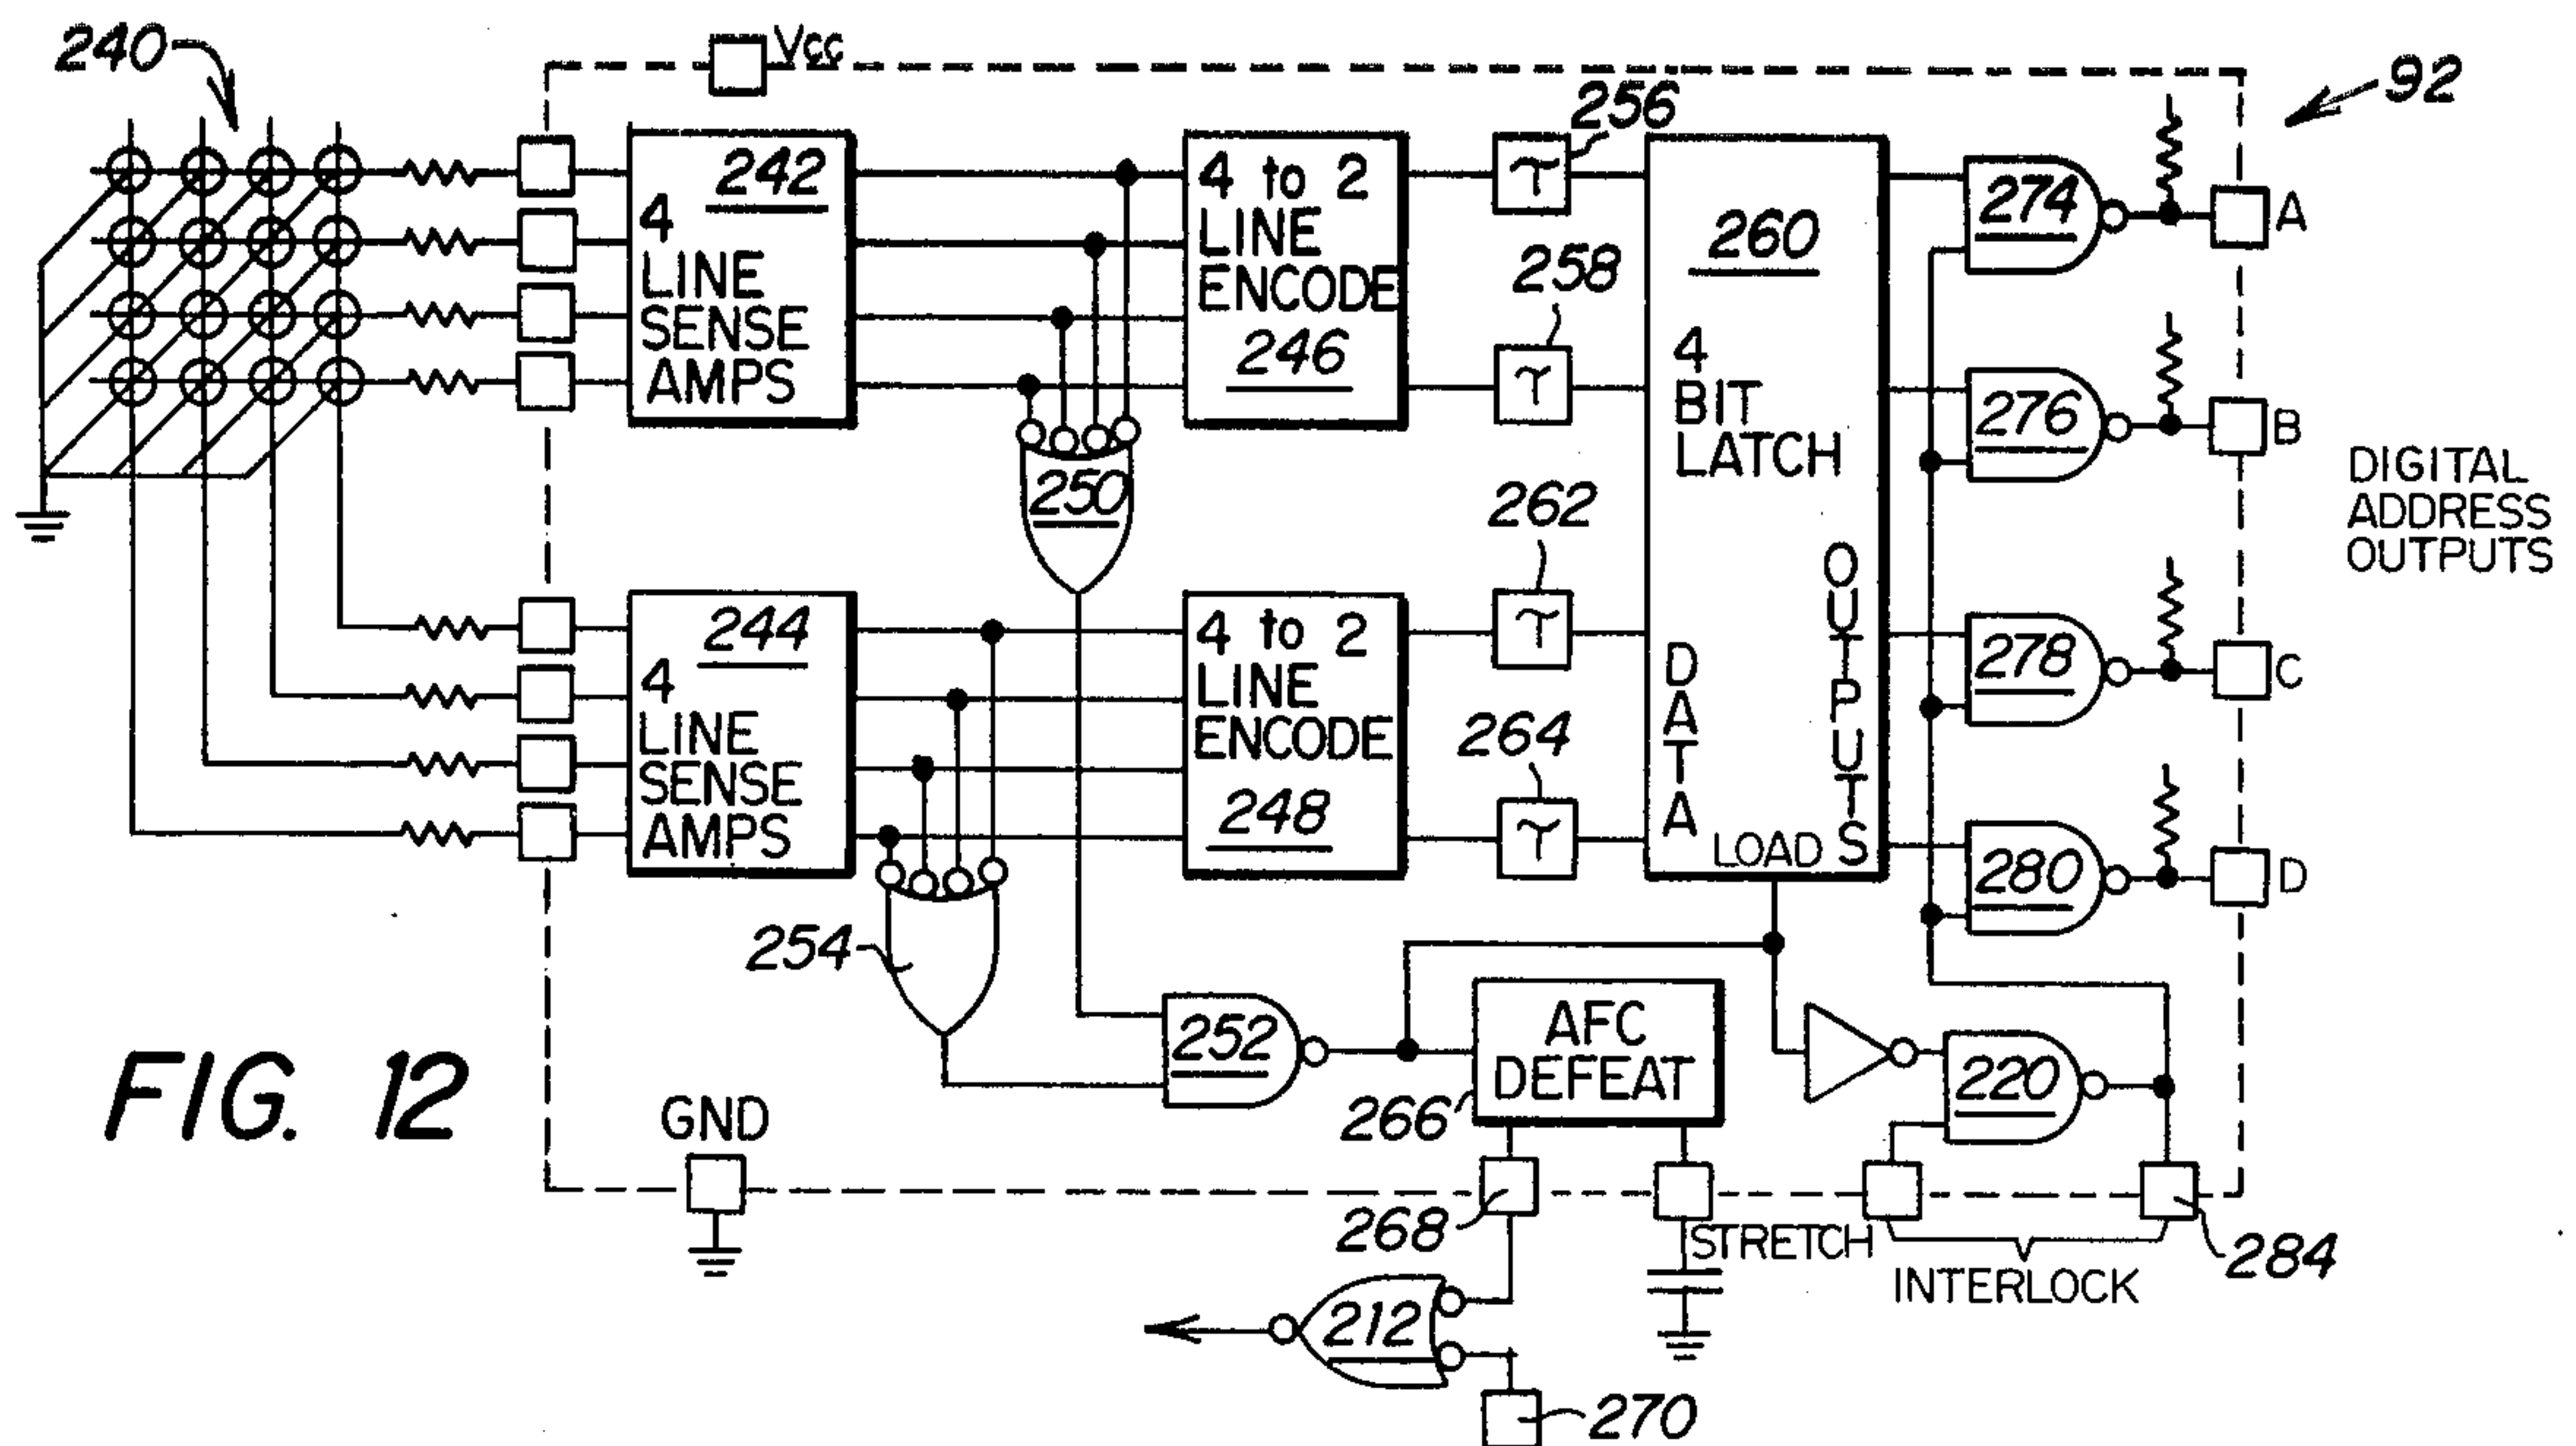 240
Vcc
92
242
4
LINE
SENSE
AMPS
4 to 2
LINE
ENCODE
246
256
258
260
4
BIT
LATCH
DATA
OUTPUTS
LOAD
274
A
276
B
278
C
280
D
DIGITAL
ADDRESS
OUTPUTS
250
262
264
244
4
LINE
SENSE
AMPS
4 to 2
LINE
ENCODE
248
254
252
AFC
DEFEAT
266
220
GND
268
STRETCH
INTERLOCK
284
212
270
FIG. 12
τ
τ
τ
τ